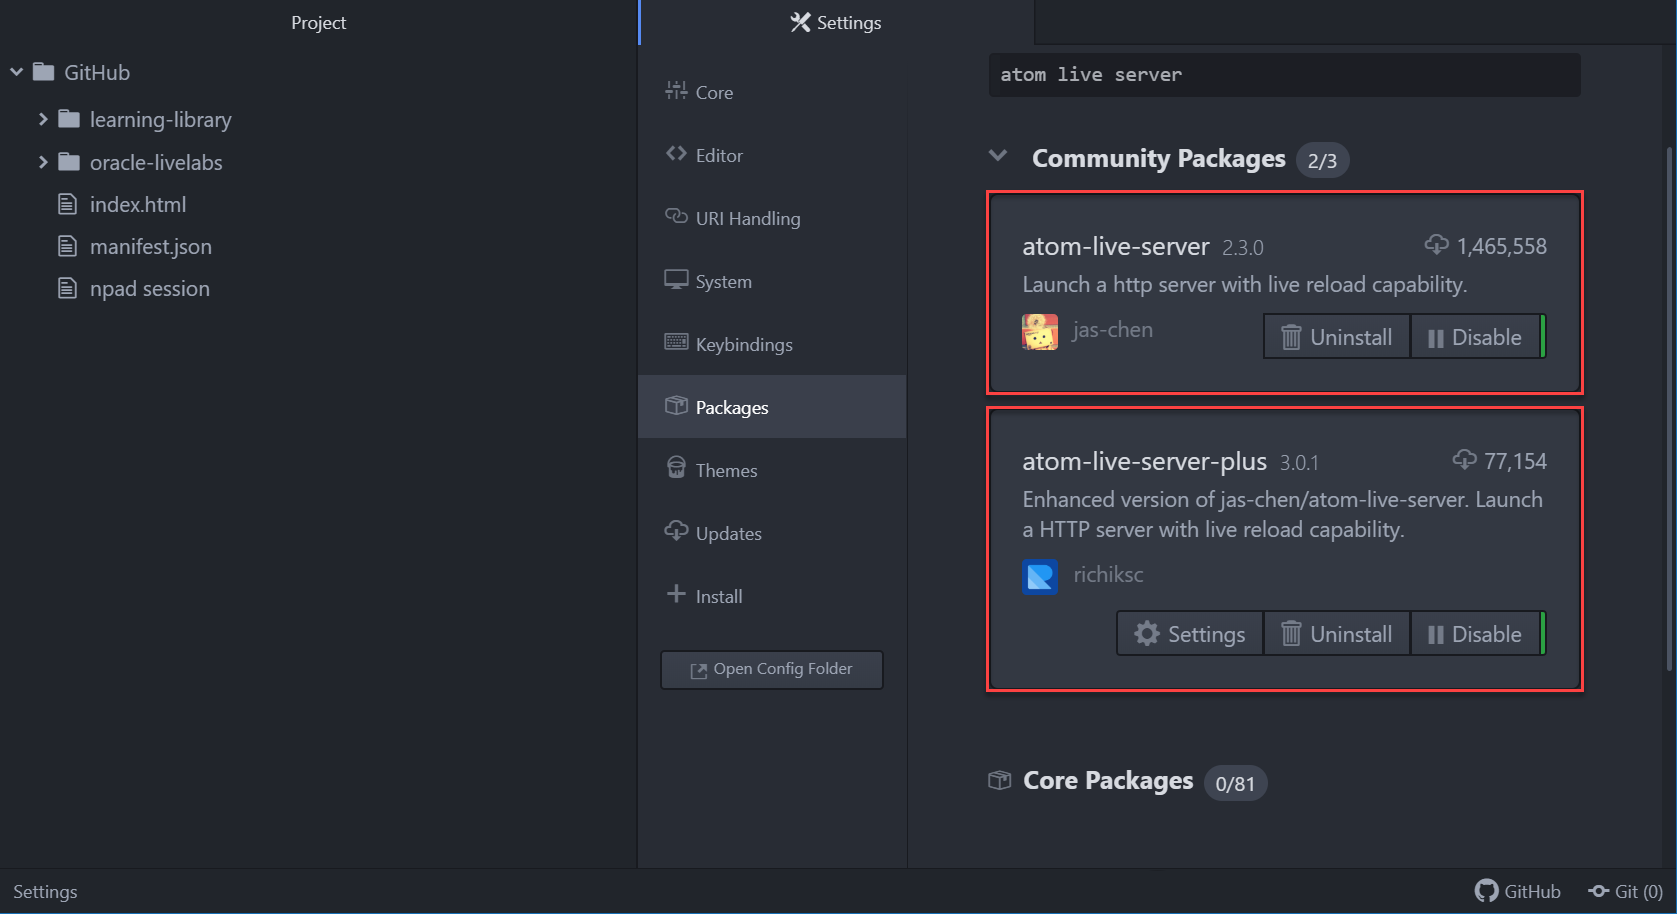 Project
GitHub
learning-library
oracle-livelabs
index.html
manifest.json
npad session
Settings
Core
Editor
URI Handling
System
Keybindings
Packages
Themes
Updates
Install
Open Config Folder
atom live server
Community Packages 2/3
atom-live-server 2.3.0 1,465,558
Launch a http server with live reload capability.
jas-chen
Uninstall Disable
atom-live-server-plus 3.0.1 77,154
Enhanced version of jas-chen/atom-live-server. Launch
a HTTP server with live reload capability.
richiksc
Settings Uninstall Disable
Core Packages 0/81
Settings GitHub Git (0)